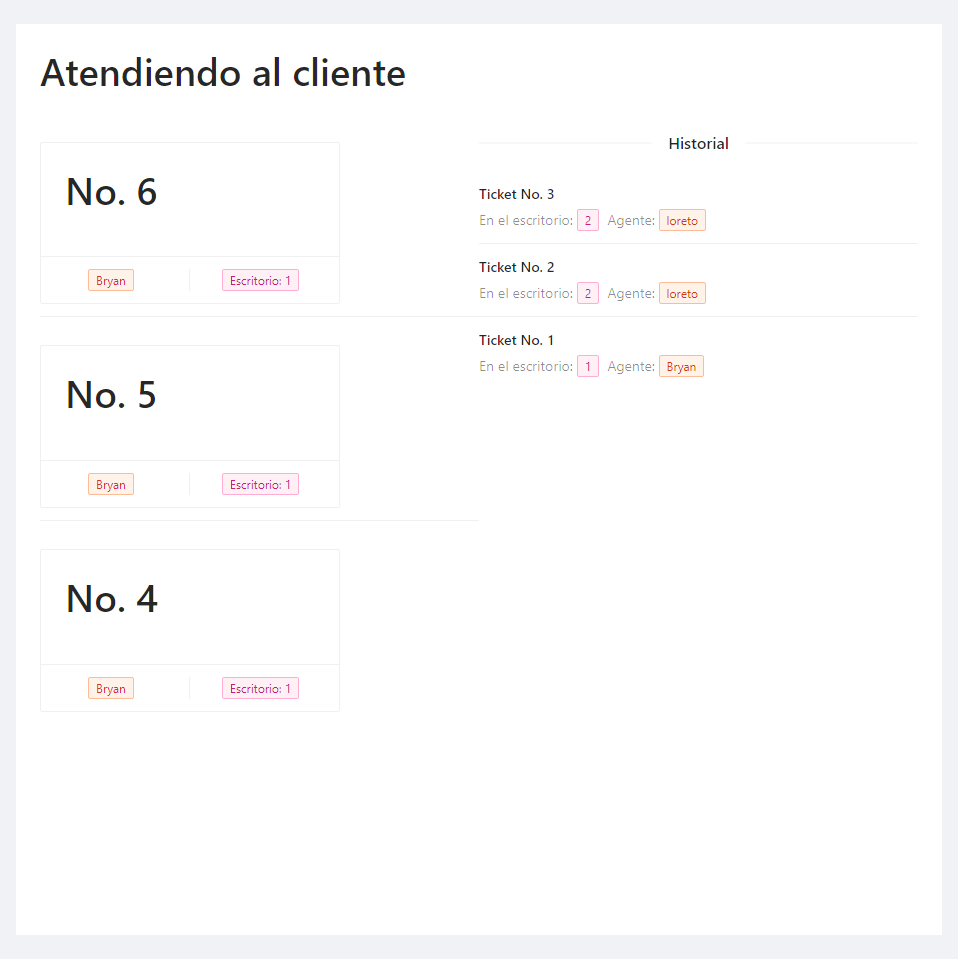 Atendiendo al cliente
No. 6
Bryan Escritorio: 1
No. 5
Bryan Escritorio: 1
No. 4
Bryan Escritorio: 1
Historial
Ticket No. 3
En el escritorio: 2 Agente: loreto
Ticket No. 2
En el escritorio: 2 Agente: loreto
Ticket No. 1
En el escritorio: 1 Agente: Bryan